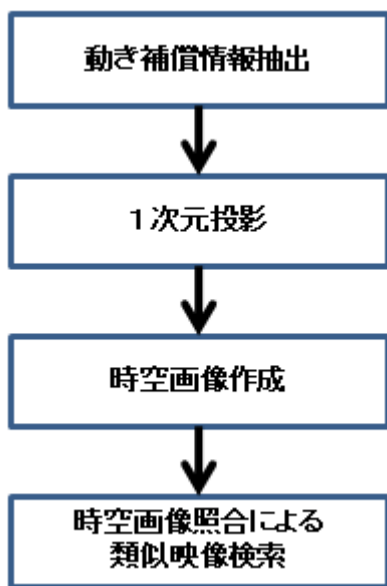 動き補償情報抽出
１次元投影
時空画像作成
時空画像照合による
類似映像検索